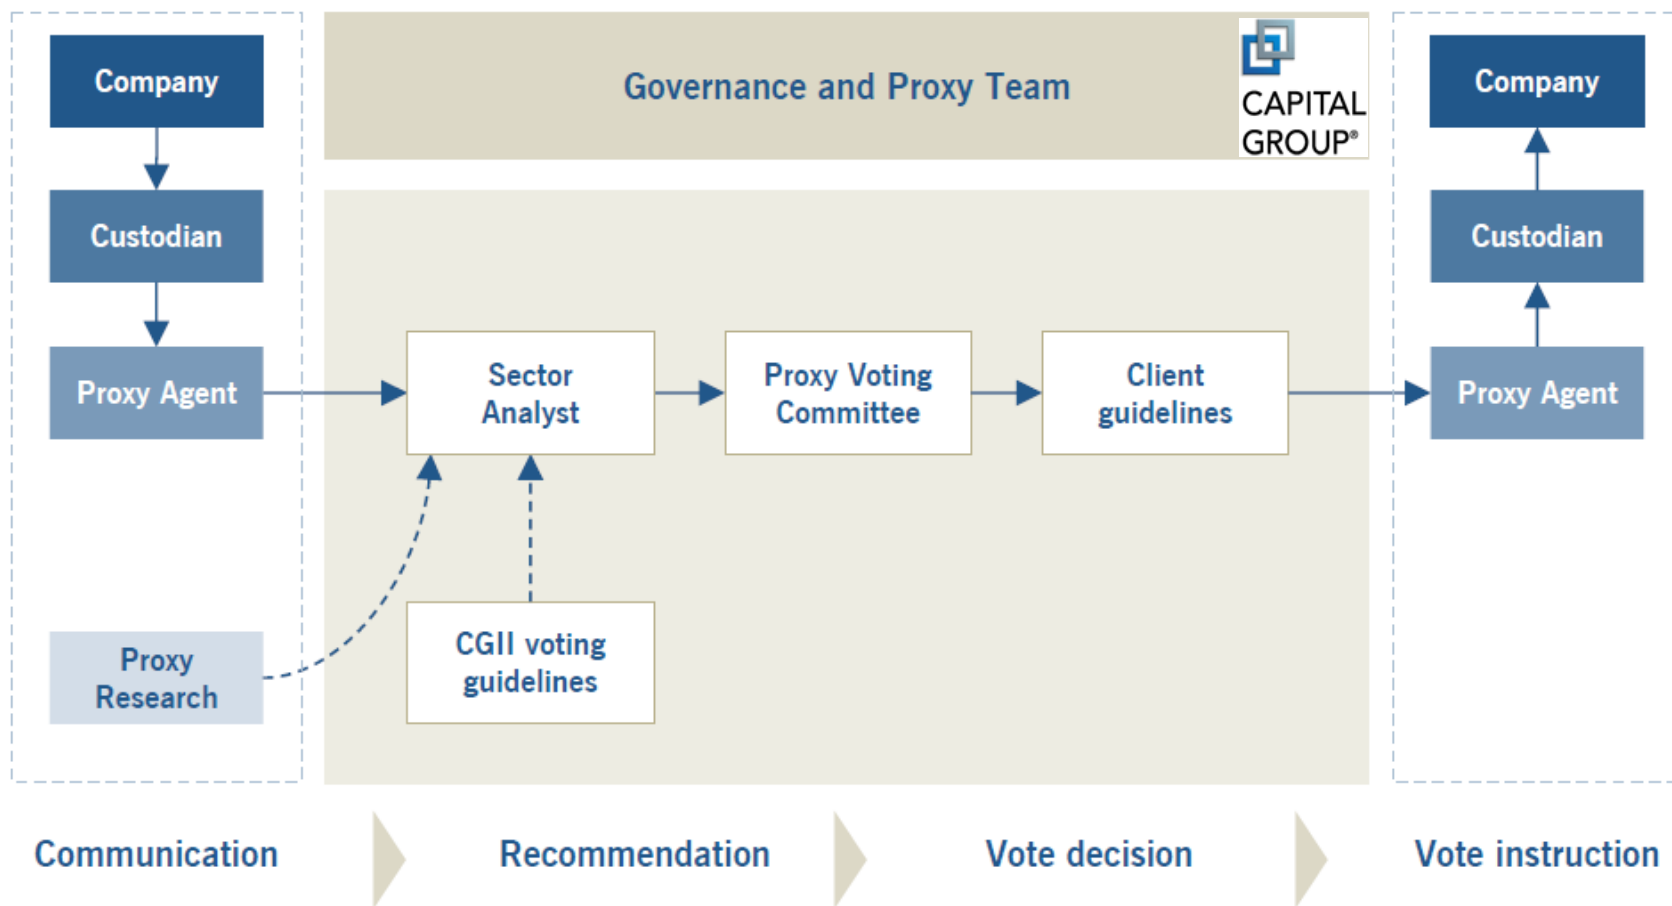 Company
Custodian
Proxy Agent
Proxy
Research
Governance and Proxy Team
CAPITAL
GROUP®
Sector
Analyst
Proxy Voting
Committee
Client
guidelines
CGII voting
guidelines
Company
Custodian
Proxy Agent
Communication
Recommendation
Vote decision
Vote instruction